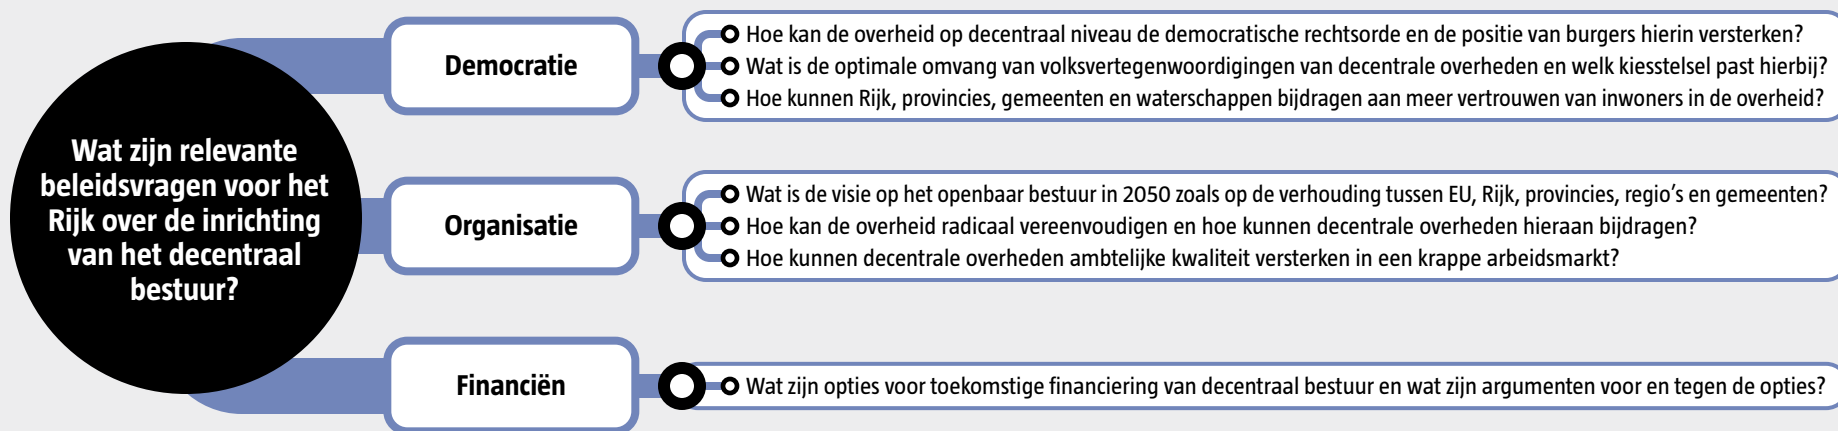 Wat zijn relevante
beleidsvragen voor het
Rijk over de inrichting
van het decentraal
bestuur?
Democratie
Hoe kan de overheid op decentraal niveau de democratische rechtsorde en de positie van burgers hierin versterken?
Wat is de optimale omvang van volksvertegenwoordigingen van decentrale overheden en welk kiesstelsel past hierbij?
Hoe kunnen Rijk, provincies, gemeenten en waterschappen bijdragen aan meer vertrouwen van inwoners in de overheid?
Organisatie
Wat is de visie op het openbaar bestuur in 2050 zoals op de verhouding tussen EU, Rijk, provincies, regio's en gemeenten?
Hoe kan de overheid radicaal vereenvoudigen en hoe kunnen decentrale overheden hieraan bijdragen?
Hoe kunnen decentrale overheden ambtelijke kwaliteit versterken in een krappe arbeidsmarkt?
Financiën
Wat zijn opties voor toekomstige financiering van decentraal bestuur en wat zijn argumenten voor en tegen de opties?